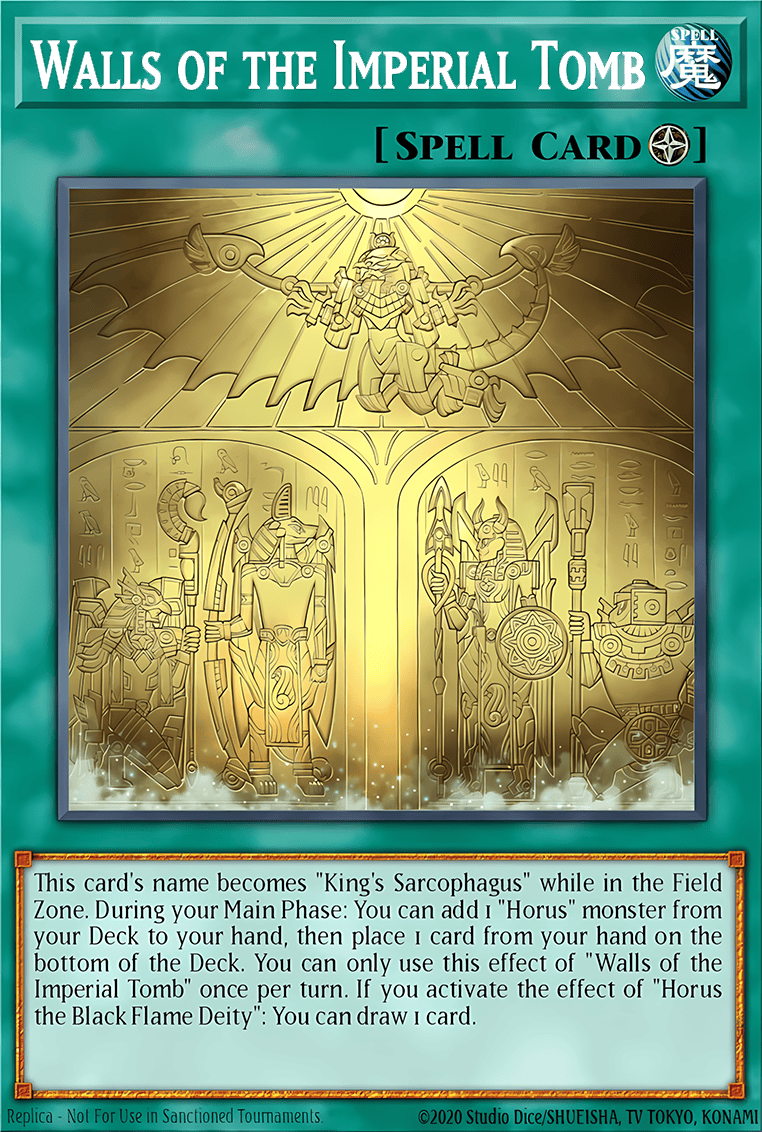 WALLS OF THE IMPERIAL TOMB
SPELL
魔
[SPELL CARD]
This card's name becomes "King's Sarcophagus" while in the Field
Zone. During your Main Phase: You can add 1 "Horus" monster from
your Deck to your hand, then place 1 card from your hand on the
bottom of the Deck. You can only use this effect of "Walls of the
Imperial Tomb" once per turn. If you activate the effect of "Horus
the Black Flame Deity": You can draw 1 card.
Replica - Not For Use in Sanctioned Tournaments.
©2020 Studio Dice/SHUEISHA, TV TOKYO, KONAMI